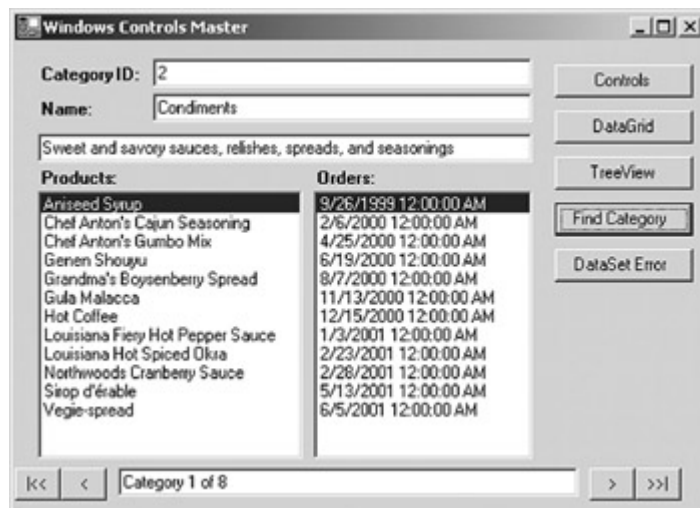 Windows Controls Master
Category ID: 2
Name: Condiments
Sweet and savory sauces, relishes, spreads, and seasonings
Products:
Aniseed Syrup
Chef Anton's Cajun Seasoning
Chef Anton's Gumbo Mix
Genen Shouyu
Grandma's Boysenberry Spread
Gula Malacca
Hot Coffee
Louisiana Fiery Hot Pepper Sauce
Louisiana Hot Spiced Okra
Northwoods Cranberry Sauce
Sirop d'érable
Vegie-spread
Orders:
9/26/1999 12:00:00 AM
2/6/2000 12:00:00 AM
4/25/2000 12:00:00 AM
6/19/2000 12:00:00 AM
8/7/2000 12:00:00 AM
11/13/2000 12:00:00 AM
12/15/2000 12:00:00 AM
1/3/2001 12:00:00 AM
2/23/2001 12:00:00 AM
2/28/2001 12:00:00 AM
5/13/2001 12:00:00 AM
6/5/2001 12:00:00 AM
Controls
DataGrid
TreeView
Find Category
DataSet Error
|<< < Category 1 of 8 > >>|